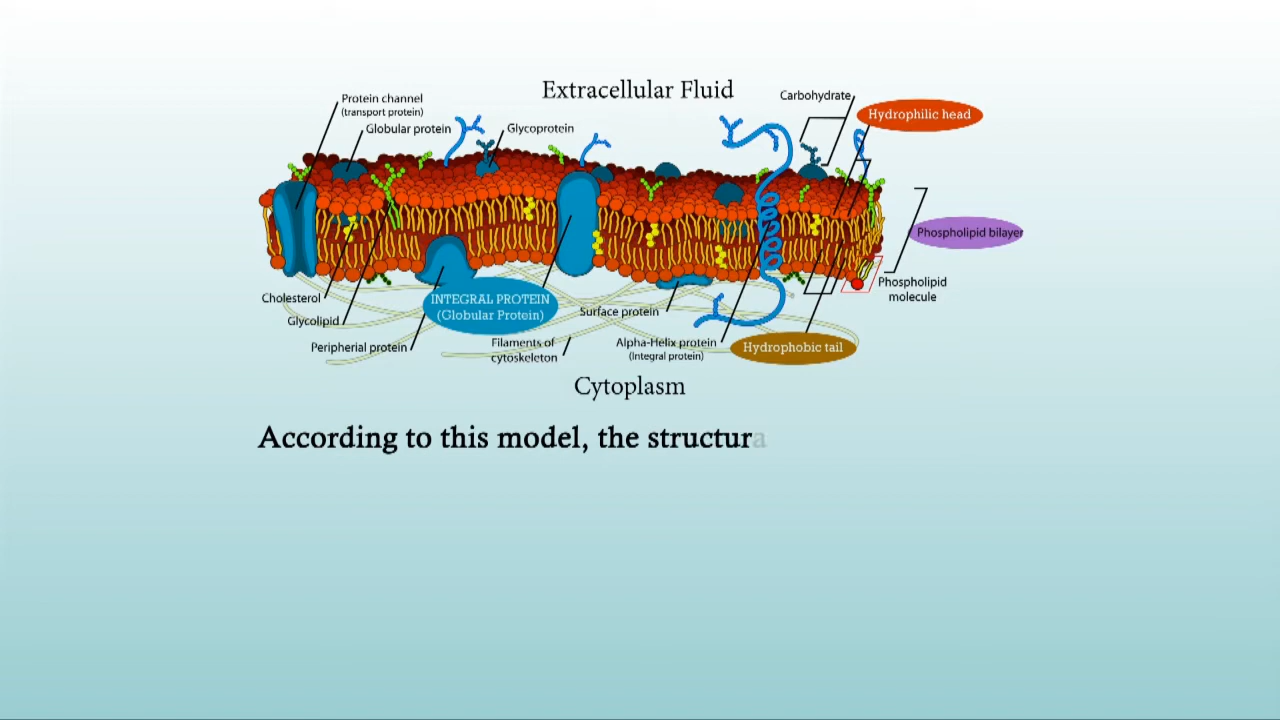 Extracellular Fluid
Protein channel
(transport protein)
Globular protein
Glycoprotein
Carbohydrate
Hydrophilic head
Phospholipid bilayer
Phospholipid
molecule
Cholesterol
Glycolipid
Peripherial protein
INTEGRAL PROTEIN
(Globular Protein)
Filaments of
cytoskeleton
Surface protein
Alpha-Helix protein
(Integral protein)
Hydrophobic tail
Cytoplasm
According to this model, the structura